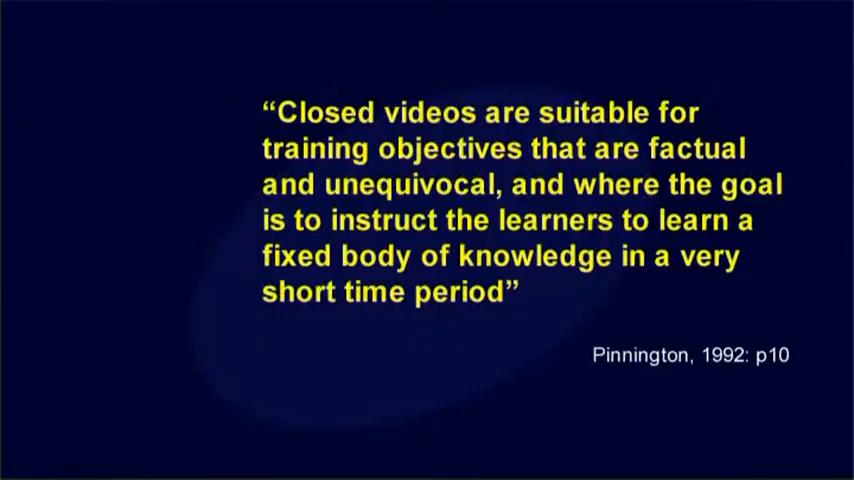 “Closed videos are suitable for
training objectives that are factual
and unequivocal, and where the goal
is to instruct the learners to learn a
fixed body of knowledge in a very
short time period”
Pinnington, 1992: p10